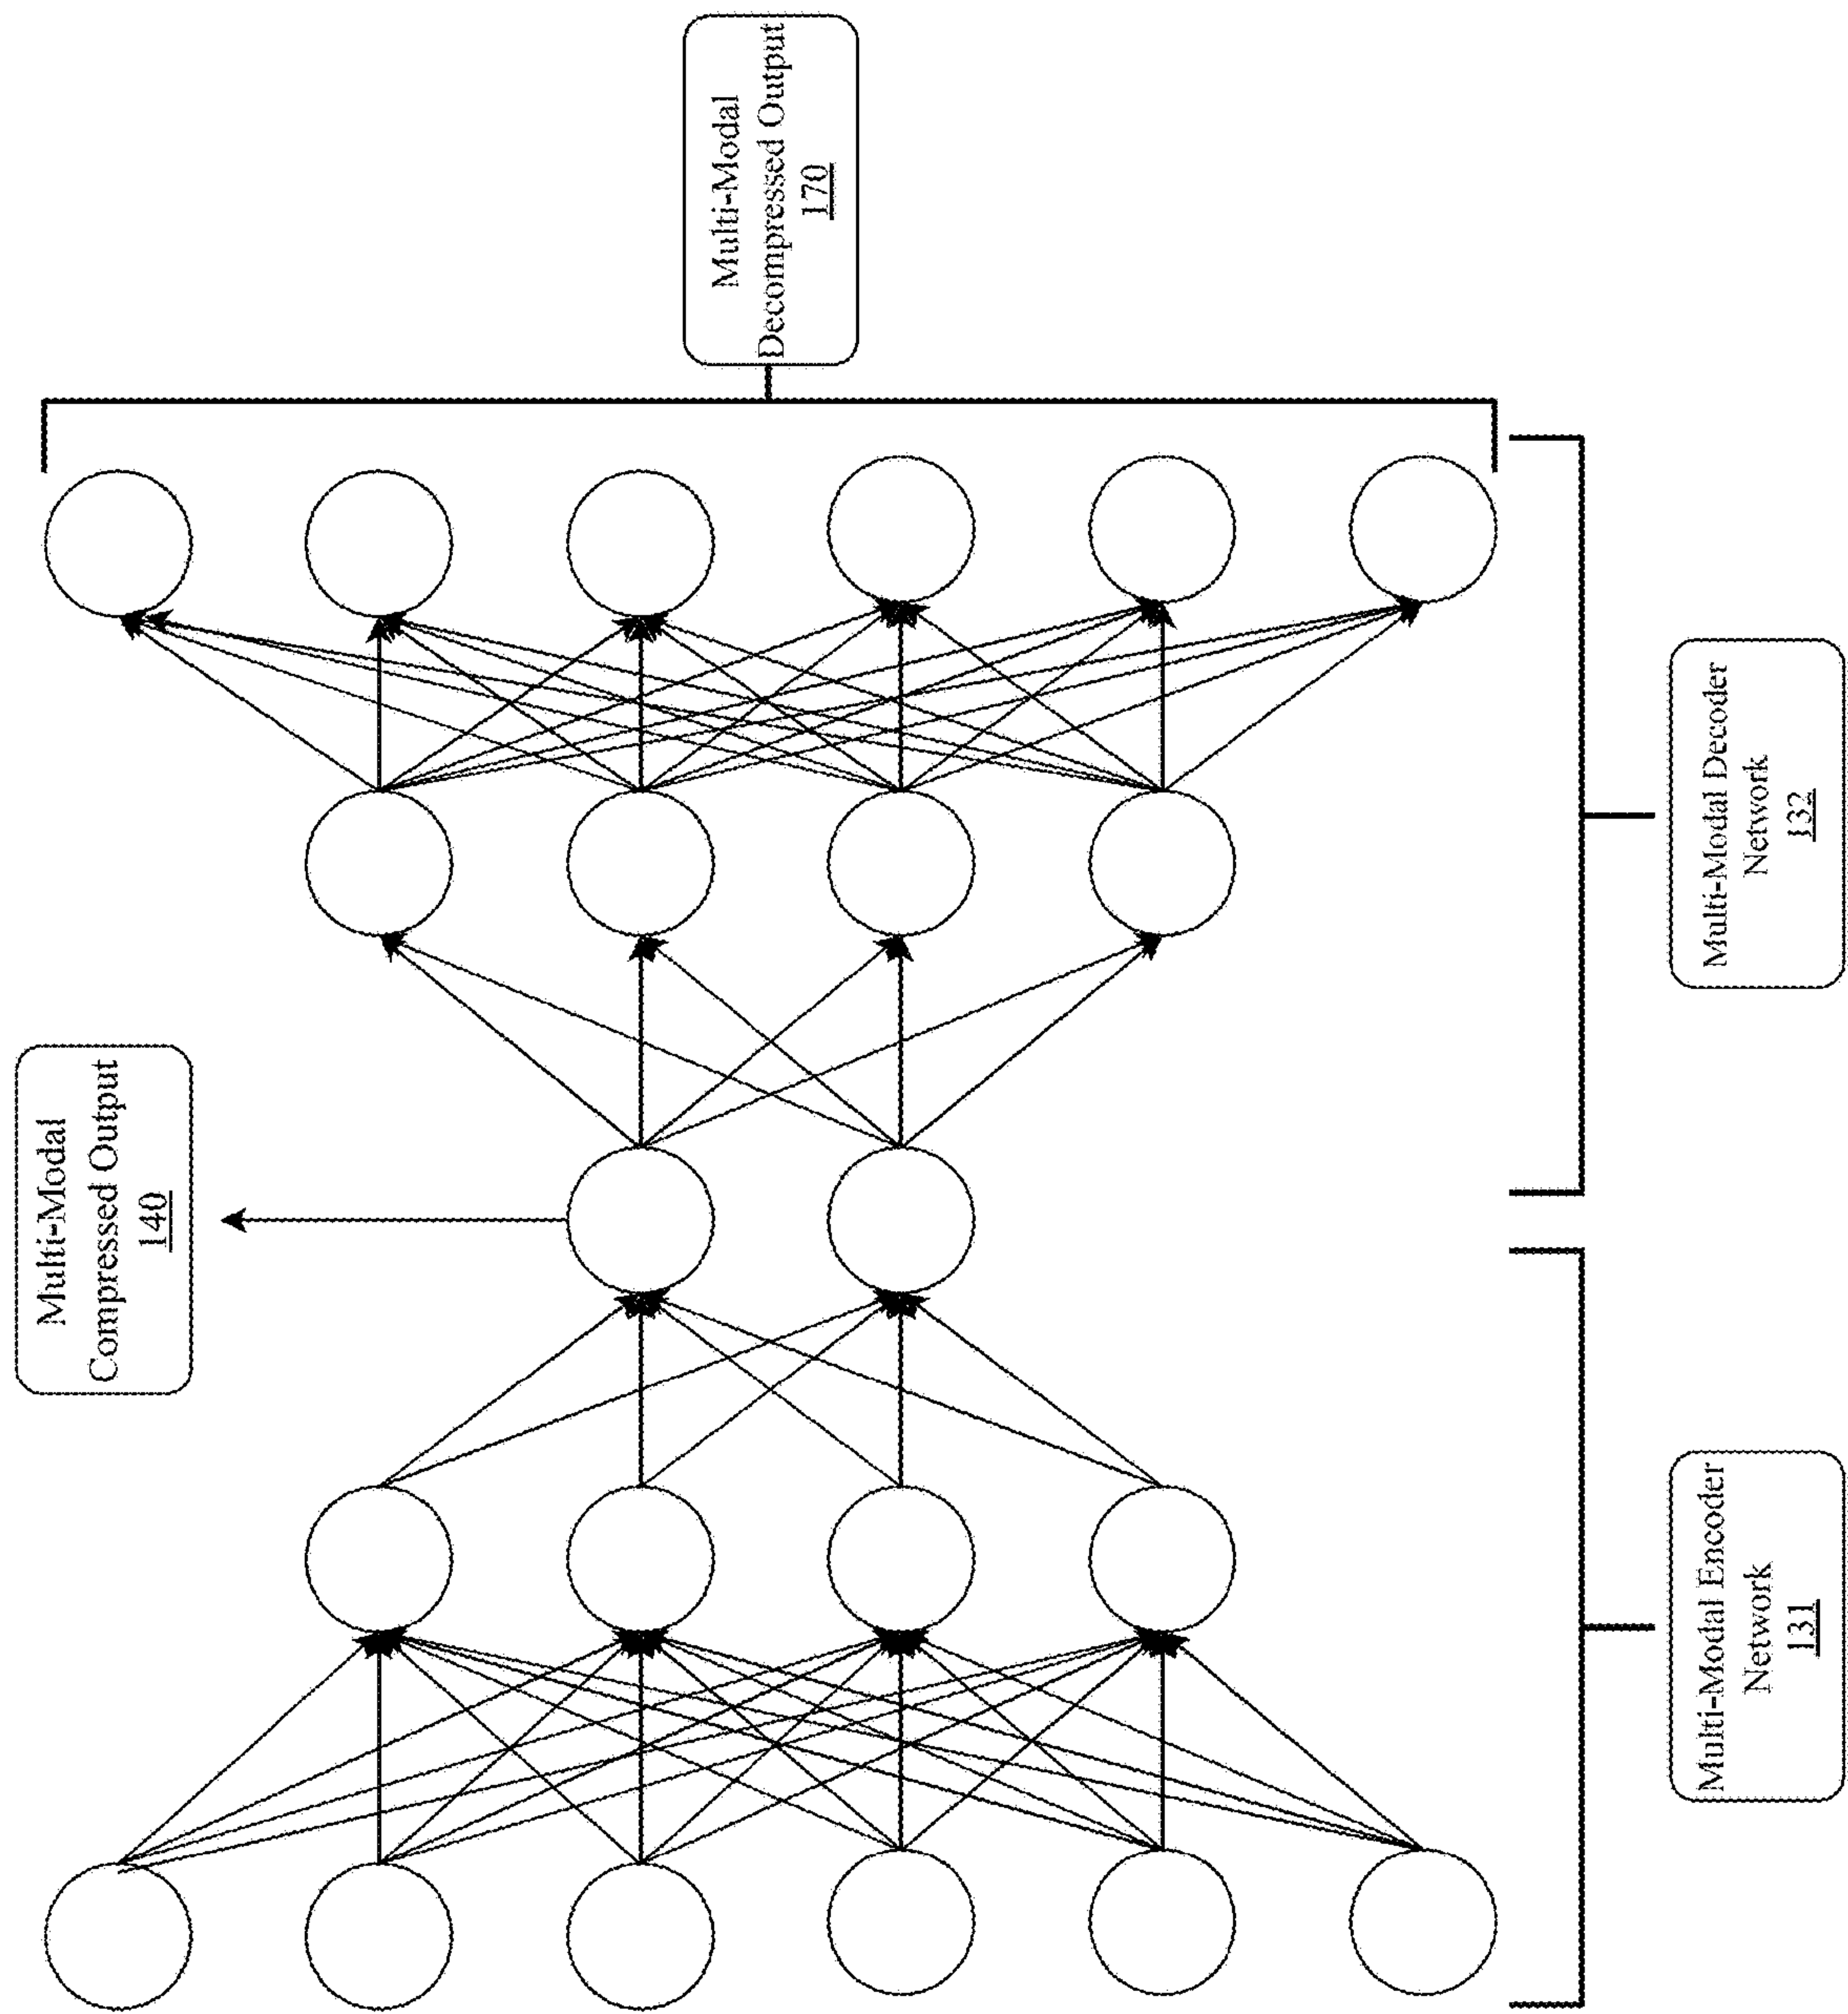 Multi-Modal
Decompressed Output
170
Multi-Modal
Compressed Output
140
Multi-Modal Decoder
Network
132
Multi-Modal Encoder
Network
131